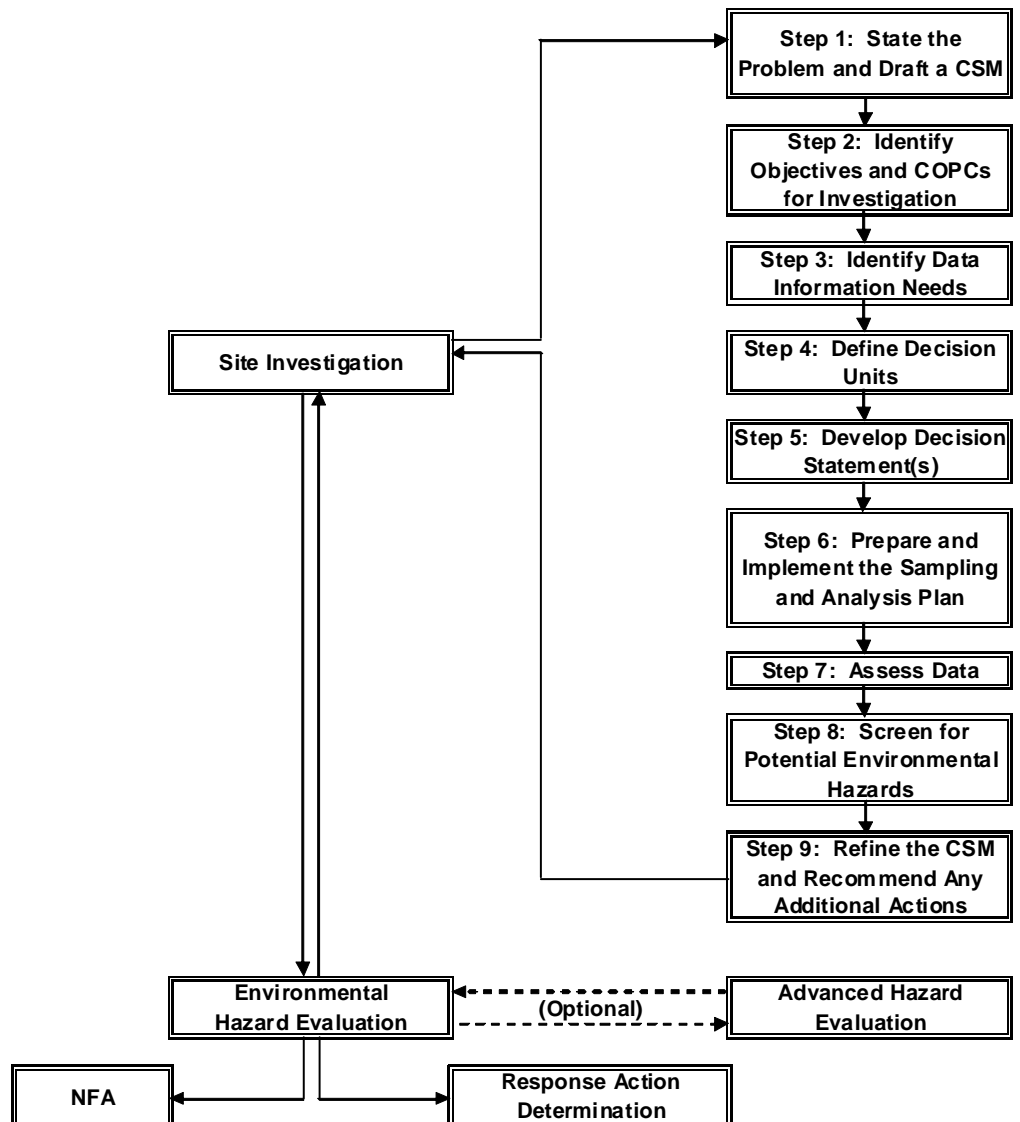 Step 1: State the
Problem and Draft a CSM
Step 2: Identify
Objectives and COPCs
for Investigation
Step 3: Identify Data
Information Needs
Site Investigation
Step 4: Define Decision
Units
Step 5: Develop Decision
Statement(s)
Step 6: Prepare and
Implement the Sampling
and Analysis Plan
Step 7: Assess Data
Step 8: Screen for
Potential Environmental
Hazards
Step 9: Refine the CSM
and Recommend Any
Additional Actions
Environmental
Hazard Evaluation
(Optional)
Advanced Hazard
Evaluation
NFA
Response Action
Determination